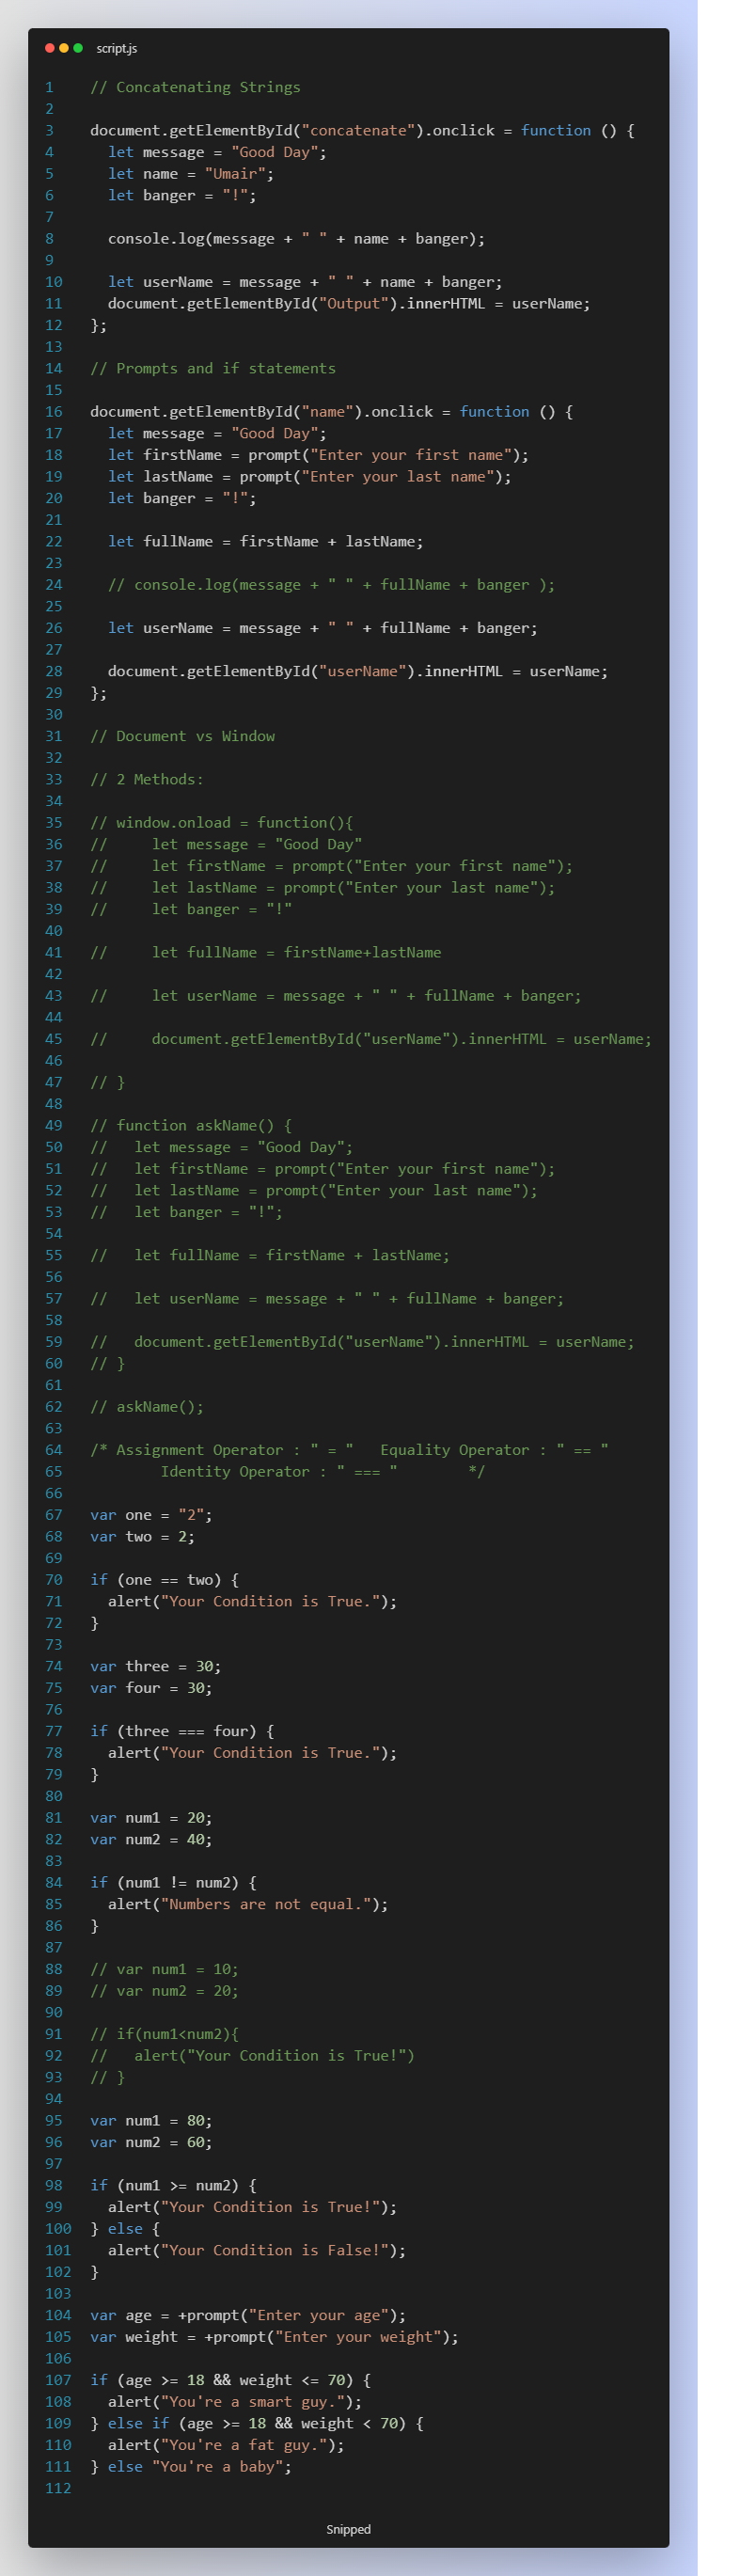 script.js
1 // Concatenating Strings
2
3 document.getElementById("concatenate").onclick = function () {
4   let message = "Good Day";
5   let name = "Umair";
6   let banger = "!";
7
8   console.log(message + " " + name + banger);
9
10   let userName = message + " " + name + banger;
11   document.getElementById("Output").innerHTML = userName;
12 };
13
14 // Prompts and if statements
15
16 document.getElementById("name").onclick = function () {
17   let message = "Good Day";
18   let firstName = prompt("Enter your first name");
19   let lastName = prompt("Enter your last name");
20   let banger = "!";
21
22   let fullName = firstName + lastName;
23
24   // console.log(message + " " + fullName + banger );
25
26   let userName = message + " " + fullName + banger;
27
28   document.getElementById("userName").innerHTML = userName;
29 };
30
31 // Document vs Window
32
33 // 2 Methods:
34
35 // window.onload = function(){
36 //     let message = "Good Day"
37 //     let firstName = prompt("Enter your first name");
38 //     let lastName = prompt("Enter your last name");
39 //     let banger = "!"
40
41 //     let fullName = firstName+lastName
42
43 //     let userName = message + " " + fullName + banger;
44
45 //     document.getElementById("userName").innerHTML = userName;
46
47 // }
48
49 // function askName() {
50 //   let message = "Good Day";
51 //   let firstName = prompt("Enter your first name");
52 //   let lastName = prompt("Enter your last name");
53 //   let banger = "!";
54
55 //   let fullName = firstName + lastName;
56
57 //   let userName = message + " " + fullName + banger;
58
59 //   document.getElementById("userName").innerHTML = userName;
60 // }
61
62 // askName();
63
64 /* Assignment Operator : " = "   Equality Operator : " == "
65         Identity Operator : " === "        */
66
67 var one = "2";
68 var two = 2;
69
70 if (one == two) {
71   alert("Your Condition is True.");
72 }
73
74 var three = 30;
75 var four = 30;
76
77 if (three === four) {
78   alert("Your Condition is True.");
79 }
80
81 var num1 = 20;
82 var num2 = 40;
83
84 if (num1 != num2) {
85   alert("Numbers are not equal.");
86 }
87
88 // var num1 = 10;
89 // var num2 = 20;
90
91 // if(num1<num2){
92 //   alert("Your Condition is True!")
93 // }
94
95 var num1 = 80;
96 var num2 = 60;
97
98 if (num1 >= num2) {
99   alert("Your Condition is True!");
100 } else {
101   alert("Your Condition is False!");
102 }
103
104 var age = +prompt("Enter your age");
105 var weight = +prompt("Enter your weight");
106
107 if (age >= 18 && weight <= 70) {
108   alert("You're a smart guy.");
109 } else if (age >= 18 && weight < 70) {
110   alert("You're a fat guy.");
111 } else "You're a baby";
112
Snipped